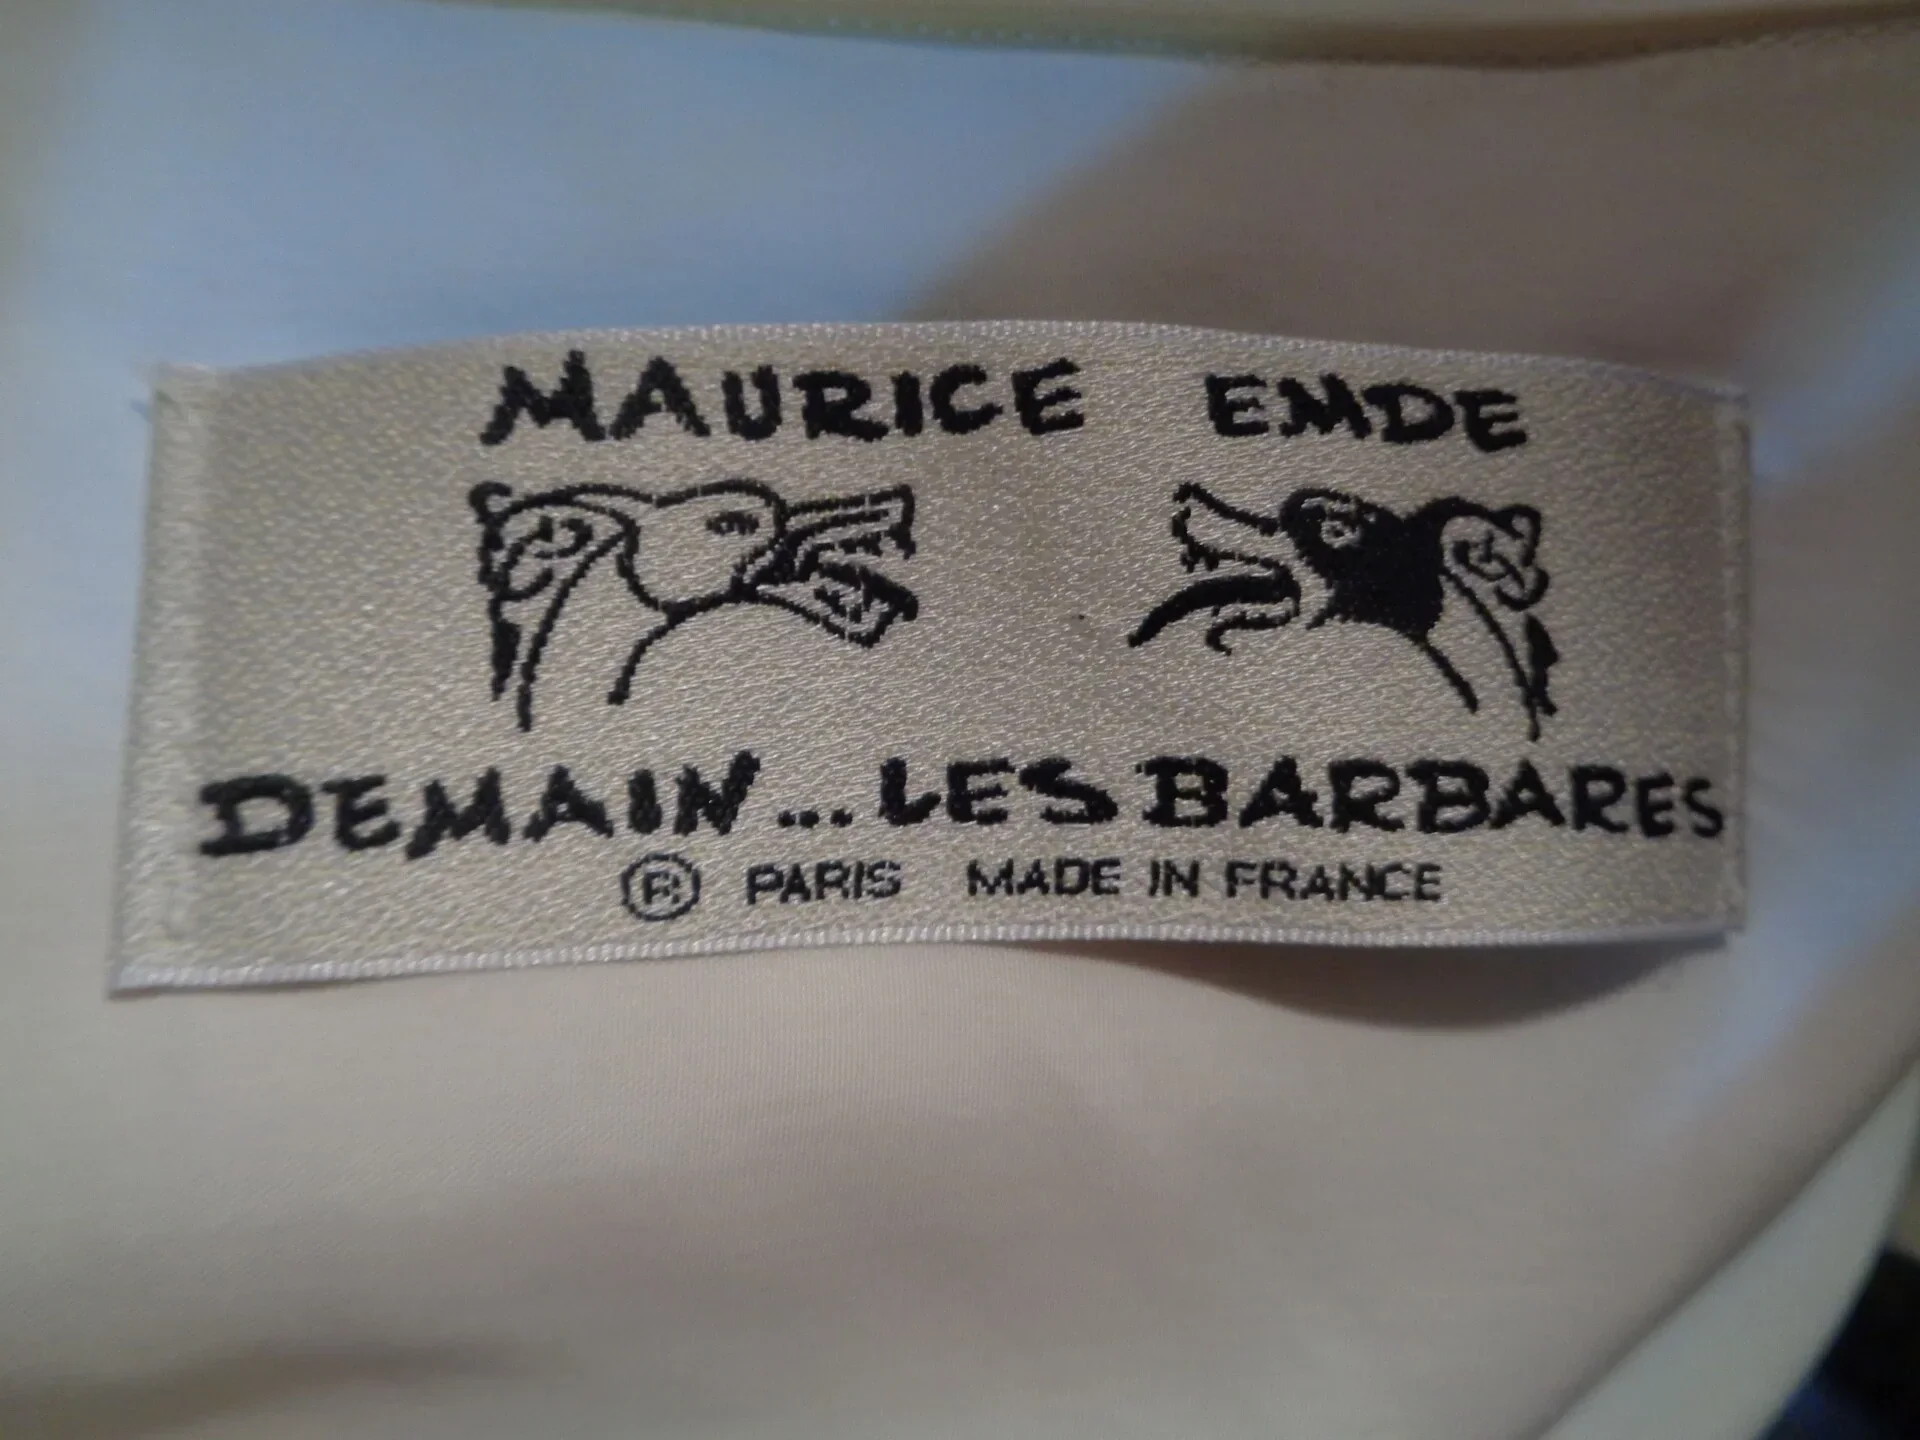 MAURICE EMDE
DEMAIN...LES BARBARES
® PARIS MADE IN FRANCE